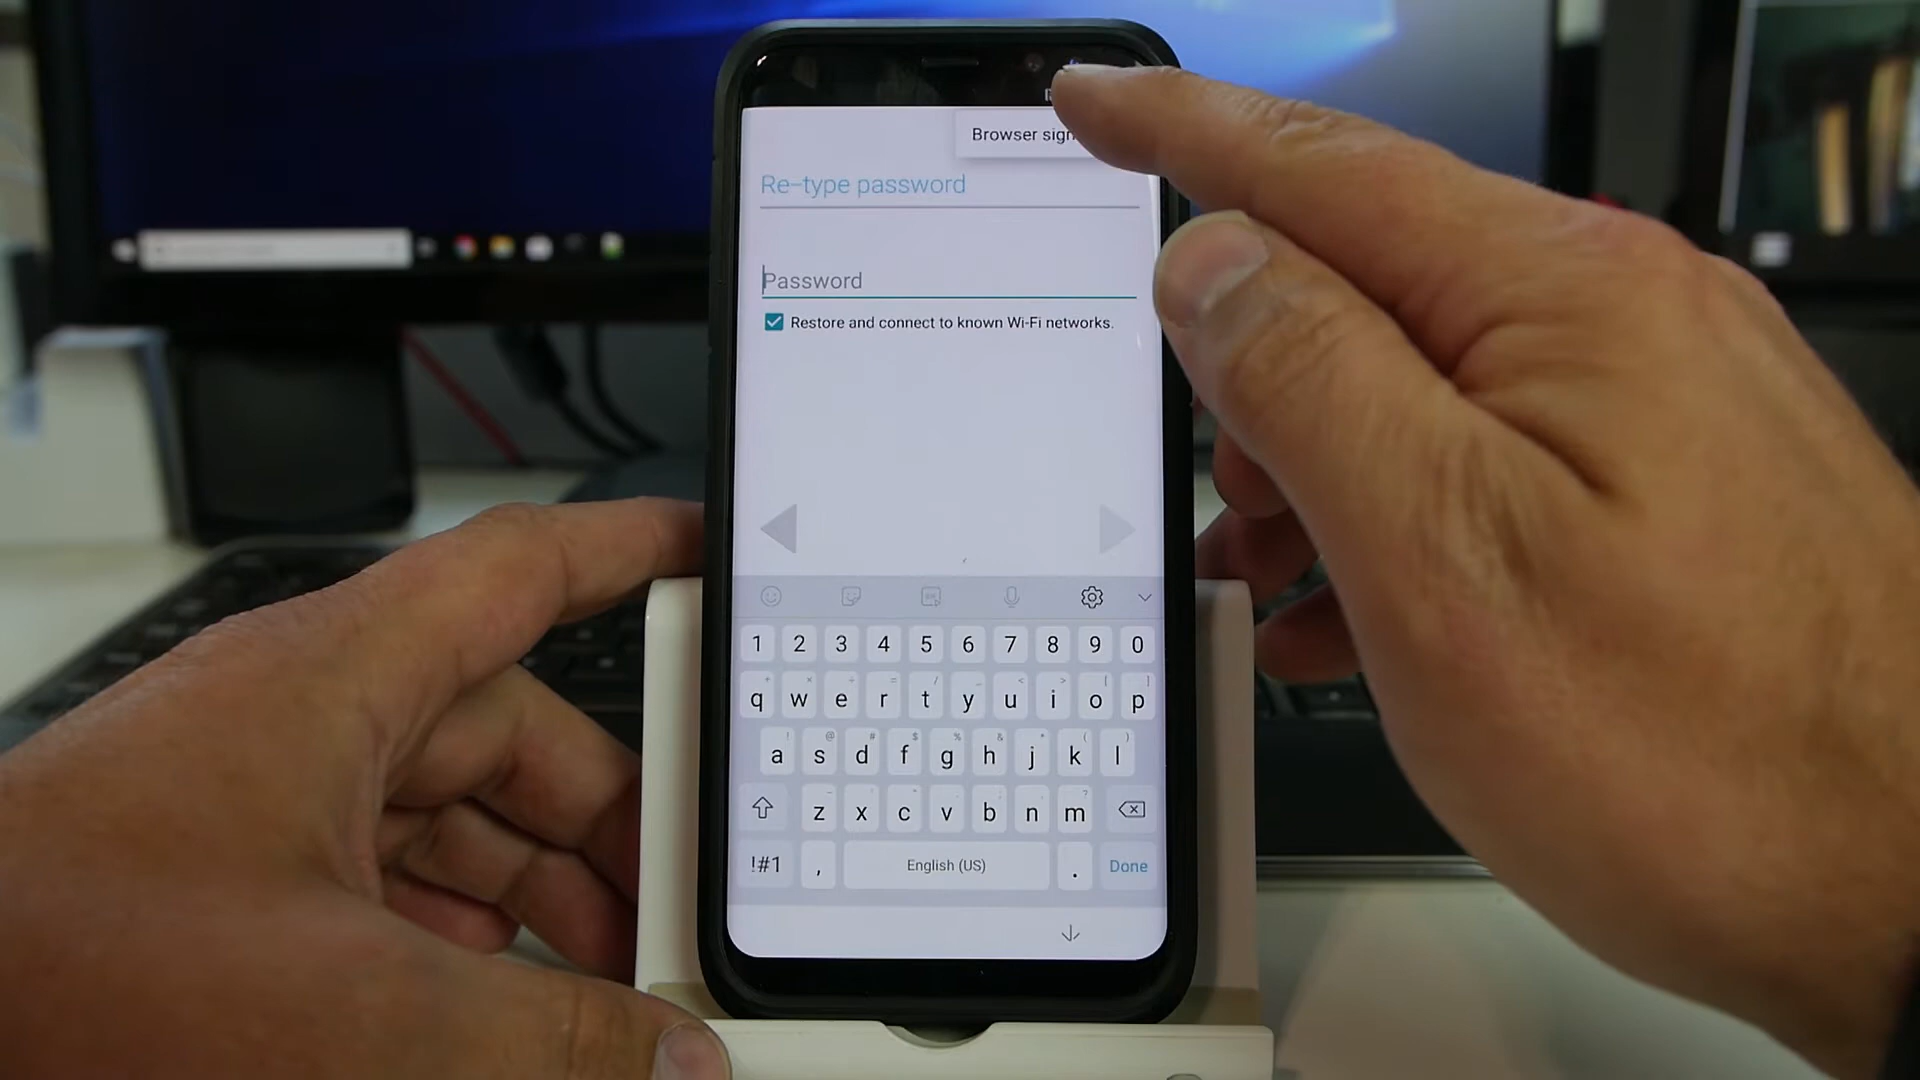 Browser sign
Re-type password
Password
Restore and connect to known Wi-Fi networks.
1 2 3 4 5 6 7 8 9 0
q w e r t y u i o p
a s d f g h j k l
z x c v b n m
!#1 , English (US) . Done